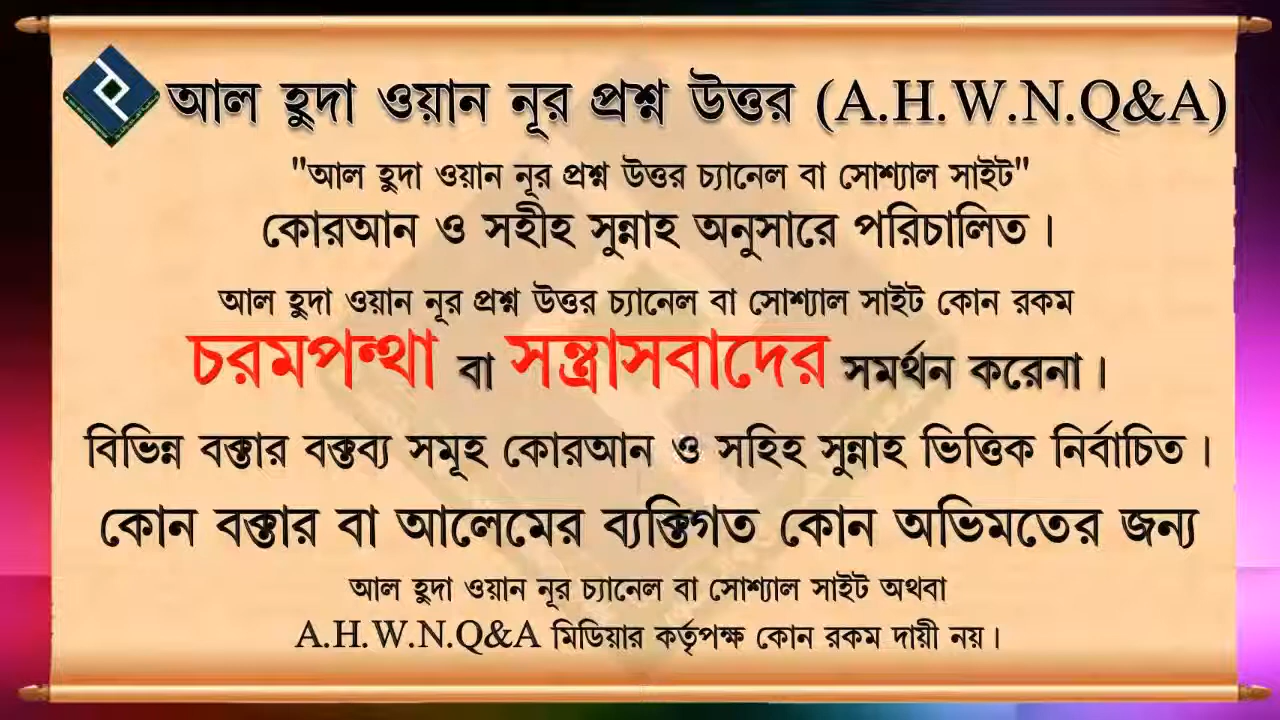 আল হুদা ওয়ান নূর প্রশ্ন উত্তর (A.H.W.N.Q&A)
"আল হুদা ওয়ান নূর প্রশ্ন উত্তর চ্যানেল বা সোশ্যাল সাইট"
কোরআন ও সহীহ সুন্নাহ অনুসারে পরিচালিত।
আল হুদা ওয়ান নূর প্রশ্ন উত্তর চ্যানেল বা সোশ্যাল সাইট কোন রকম
চরমপন্থা বা সন্ত্রাসবাদের সমর্থন করেনা।
বিভিন্ন বক্তার বক্তব্য সমূহ কোরআন ও সহিহ সুন্নাহ ভিত্তিক নির্বাচিত।
কোন বক্তার বা আলেমের ব্যক্তিগত কোন অভিমতের জন্য
আল হুদা ওয়ান নূর চ্যানেল বা সোশ্যাল সাইট অথবা
A.H.W.N.Q&A মিডিয়ার কর্তৃপক্ষ কোন রকম দায়ী নয়।